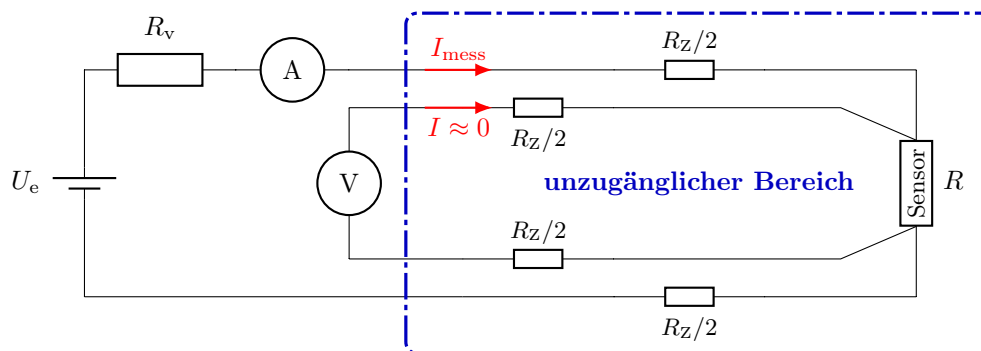 R_v
A
I_mess
R_Z/2
I ≈ 0
R_Z/2
U_e
V
unzugänglicher Bereich
Sensor
R
R_Z/2
R_Z/2